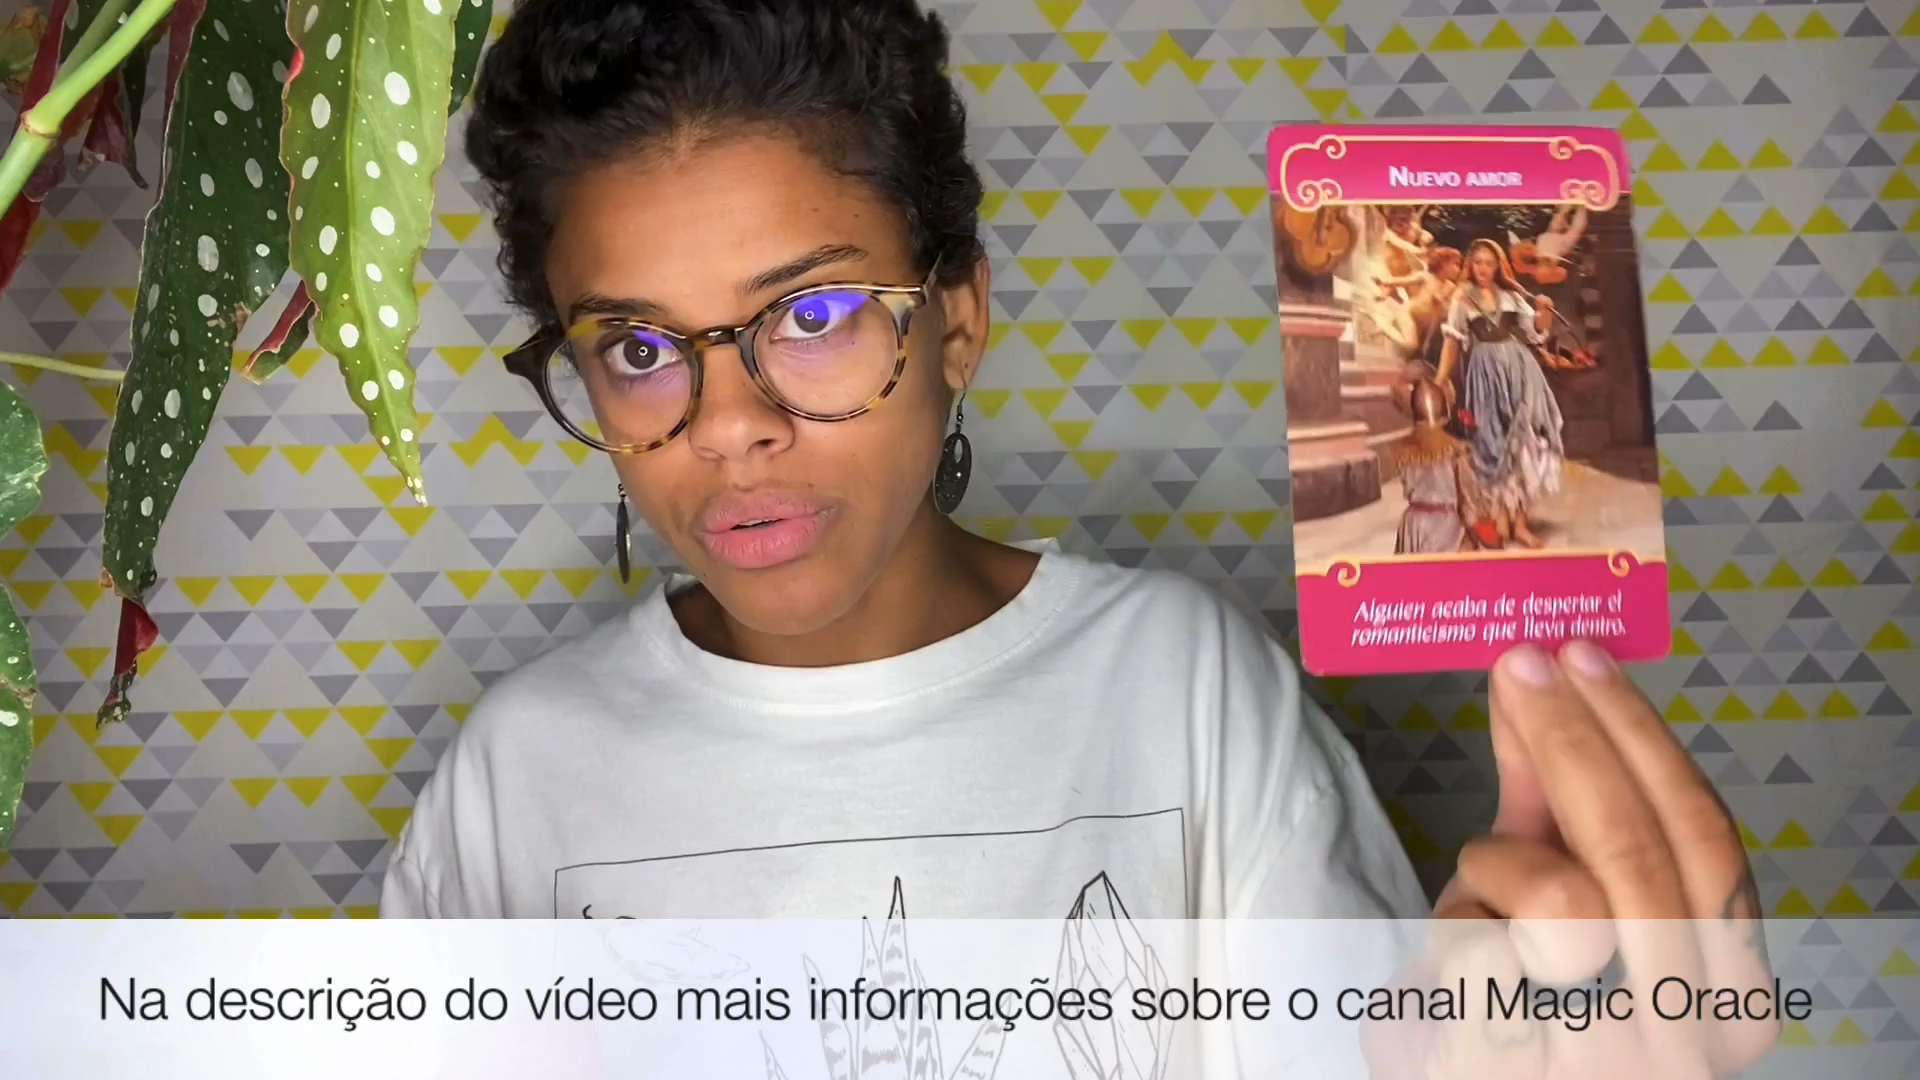 NUEVO AMOR
Alguien acaba de despertar el
romanticismo que lleva dentro.
Na descrição do vídeo mais informações sobre o canal Magic Oracle